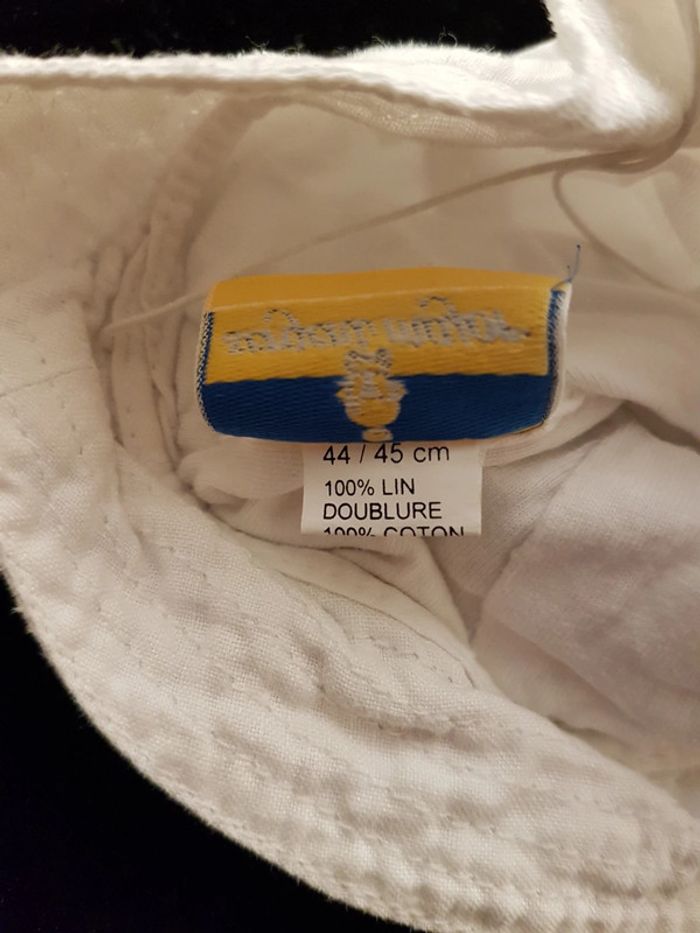 44 / 45 cm
100% LIN
DOUBLURE
100% COTON